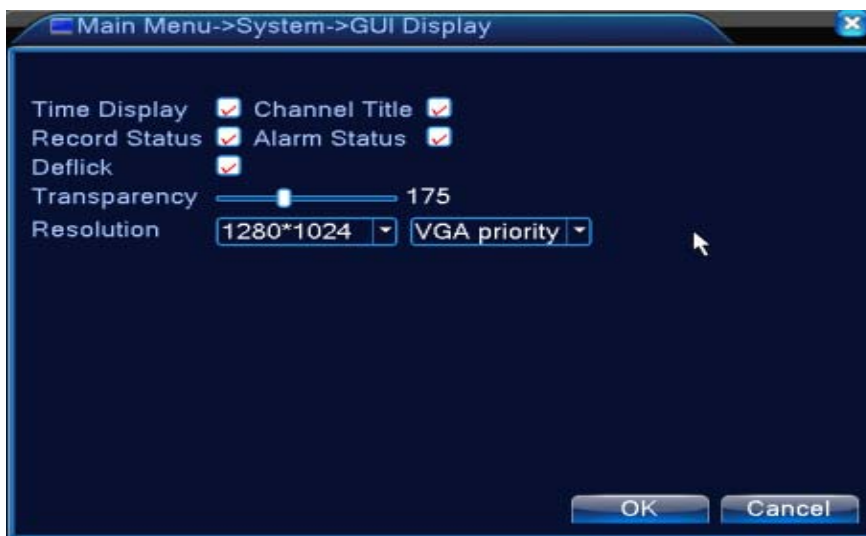 Main Menu->System->GUI Display
Time Display Channel Title
Record Status Alarm Status
Deflick
Transparency 175
Resolution 1280*1024 VGA priority
OK Cancel